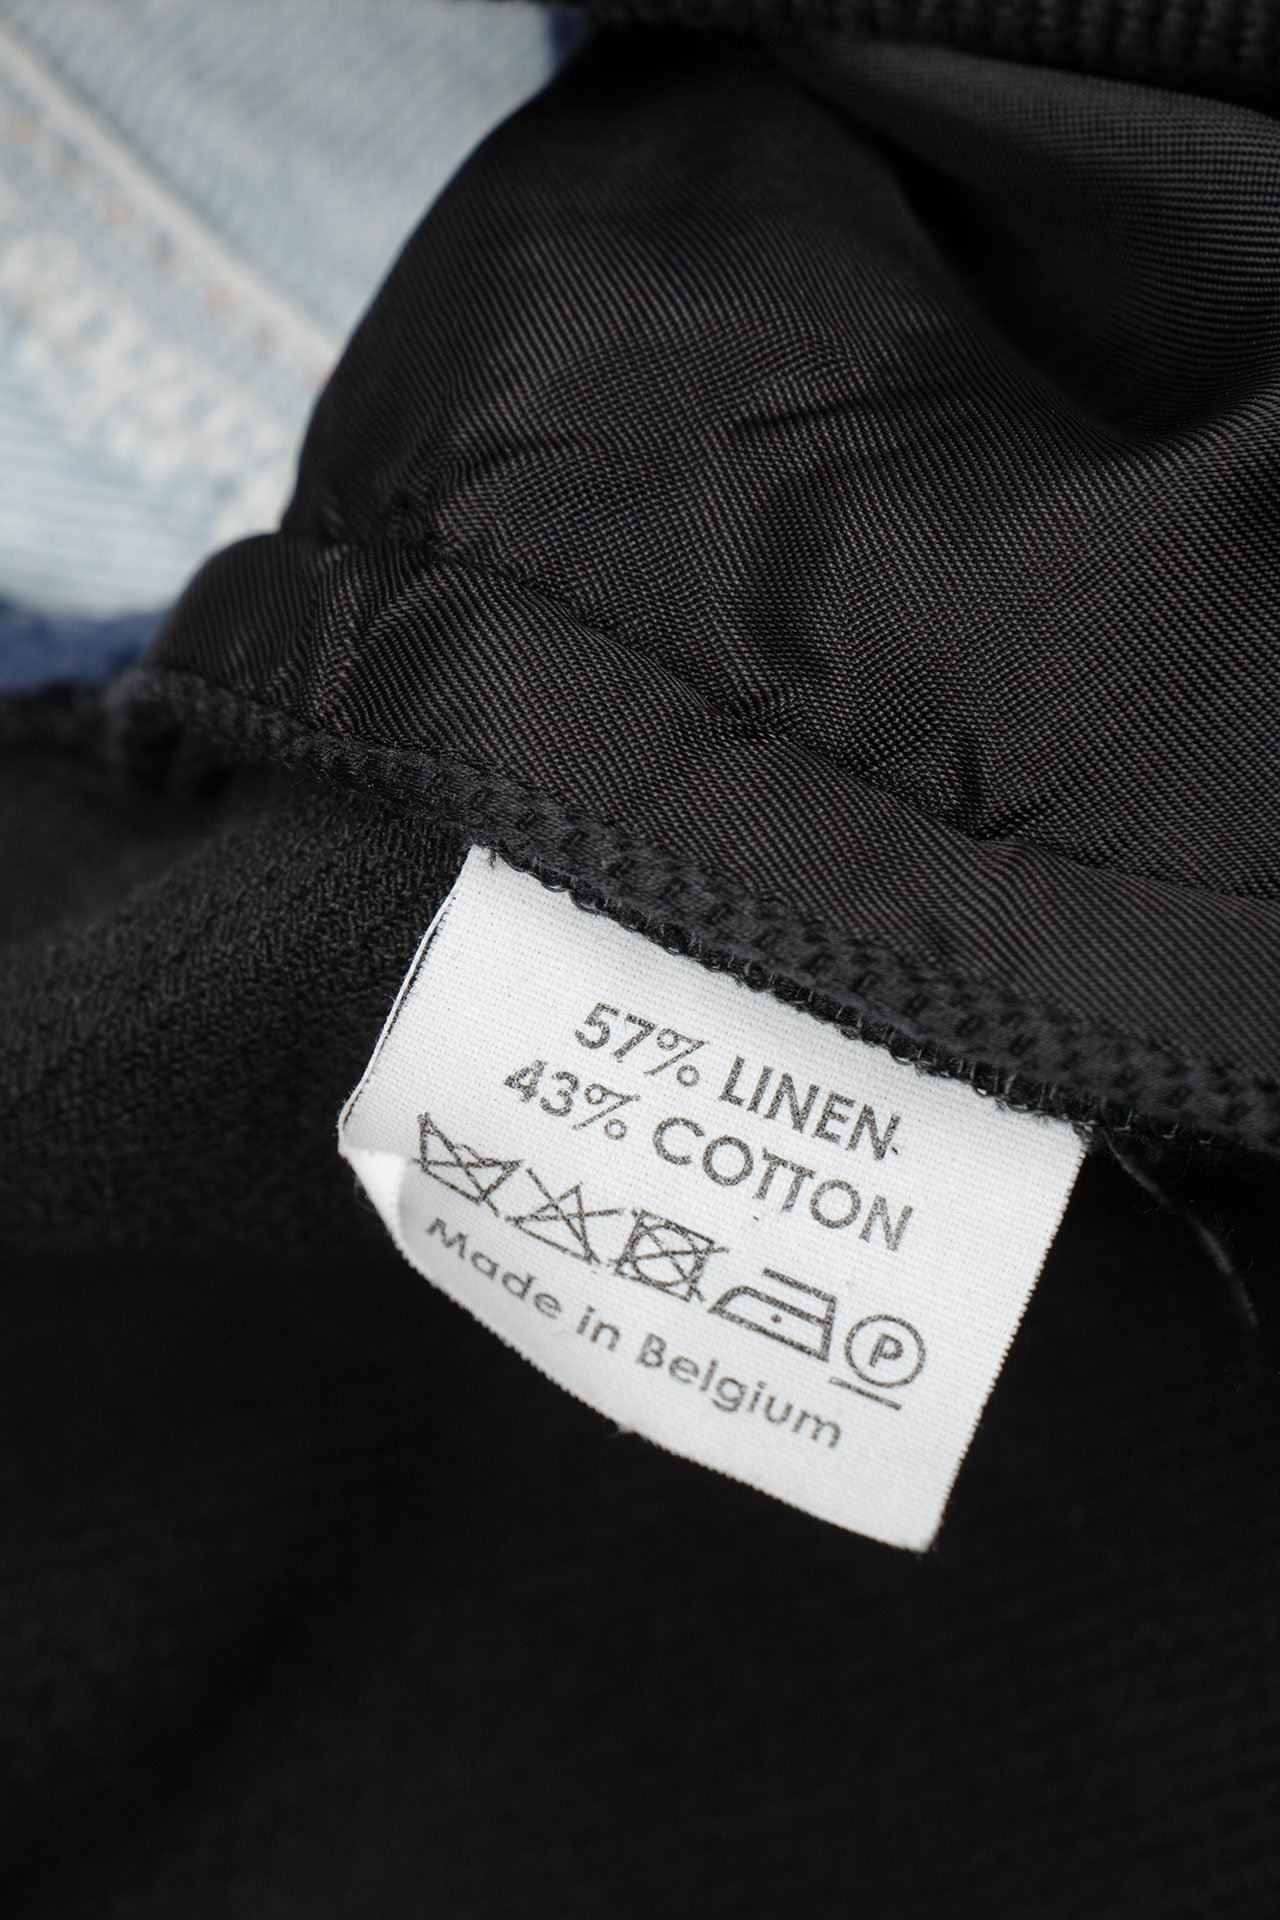 57% LINEN
43% COTTON
P
Made in Belgium